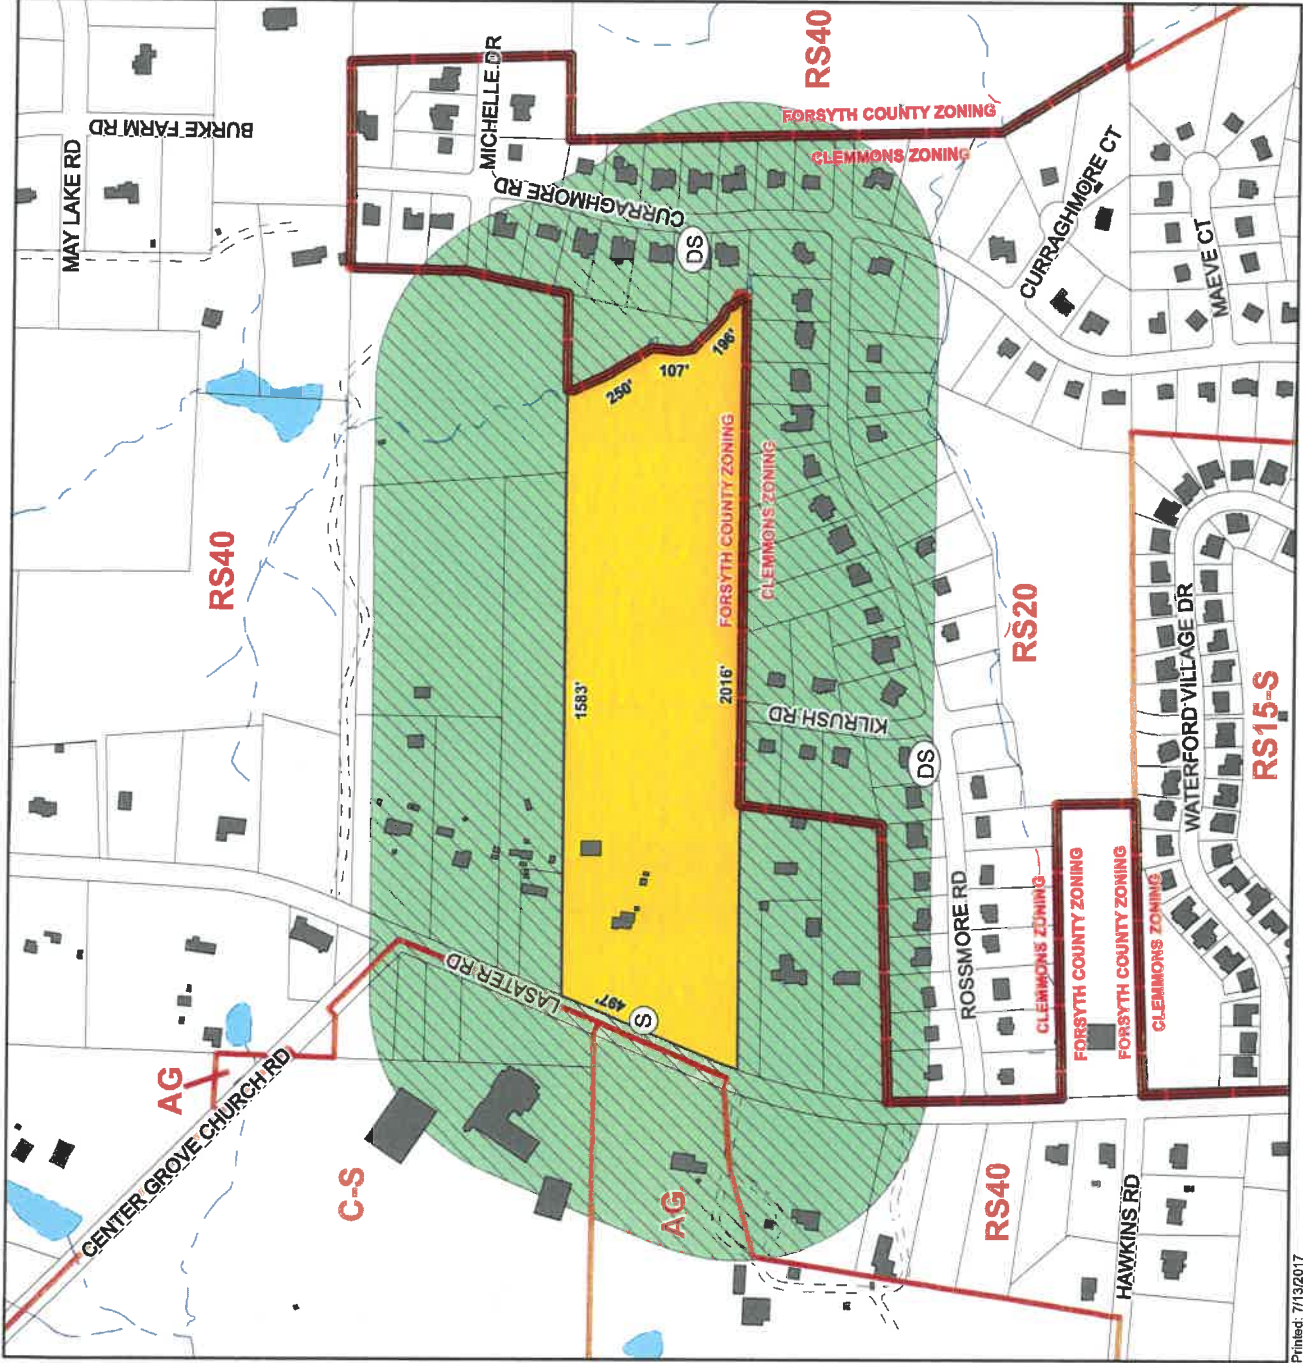 MAY LAKE RD
BURKE FARM RD
MICHELLE DR
RS40
FORSYTH COUNTY ZONING
CLEMMONS ZONING
CURRAGHMORE RD
DS
CURRAGHMORE CT
MAEVE CT
RS40
250'
107'
196'
FORSYTH COUNTY ZONING
CLEMMONS ZONING
1583'
2016'
KILRUSH RD
DS
RS20
WATERFORD VILLAGE DR
RS15-S
LASATER RD
497'
S
ROSSMORE RD
CLEMMONS ZONING
FORSYTH COUNTY ZONING
FORSYTH COUNTY ZONING
CLEMMONS ZONING
AG
CENTER GROVE CHURCH RD
C-S
AG
RS40
HAWKINS RD
Printed: 7/13/2017